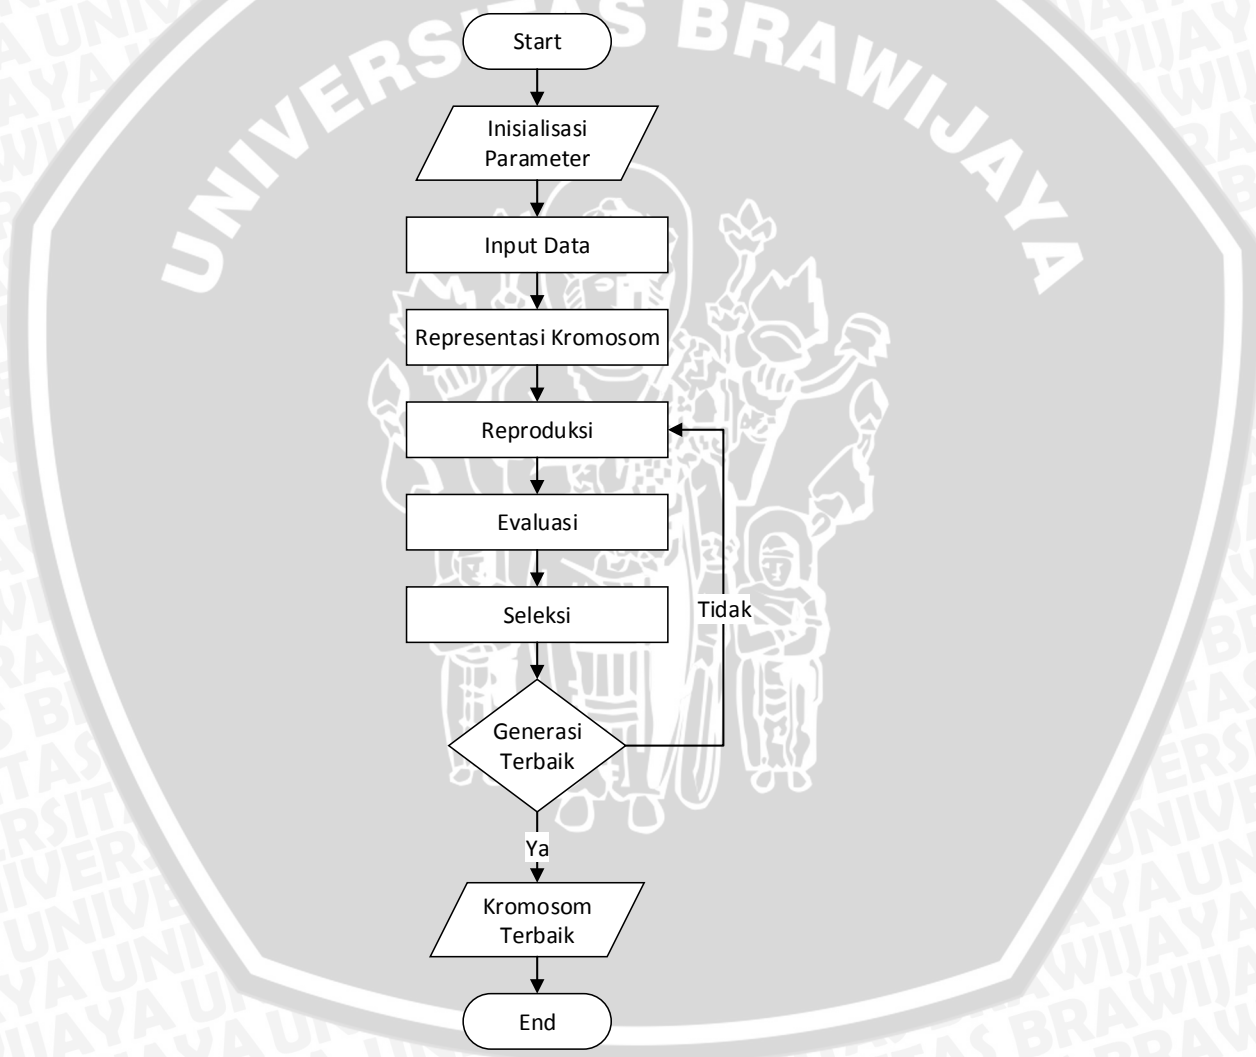 UNIVERSITAS BRAWIJAYA
Start
Inisialisasi
Parameter
Input Data
Representasi Kromosom
Reproduksi
Evaluasi
Seleksi
Tidak
Generasi
Terbaik
Ya
Kromosom
Terbaik
End